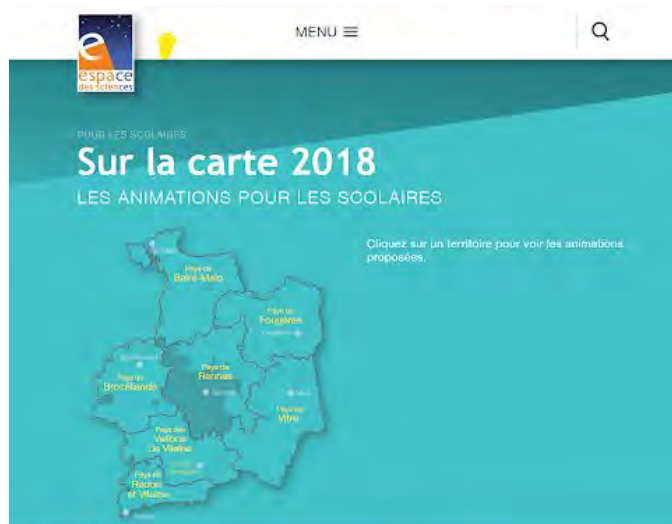 MENU
e
espace
des sciences
POUR LES SCOLAIRES
Sur la carte 2018
LES ANIMATIONS POUR LES SCOLAIRES
Cliquez sur un territoire pour voir les animations
proposées.
Pays de
Saint-Malo
Pays de
Fougères
Pays de
Rennes
Pays de
Brocéliande
Pays de
Vitré
Pays des
Vallons
de Vilaine
Pays de
Redon
et Vilaine